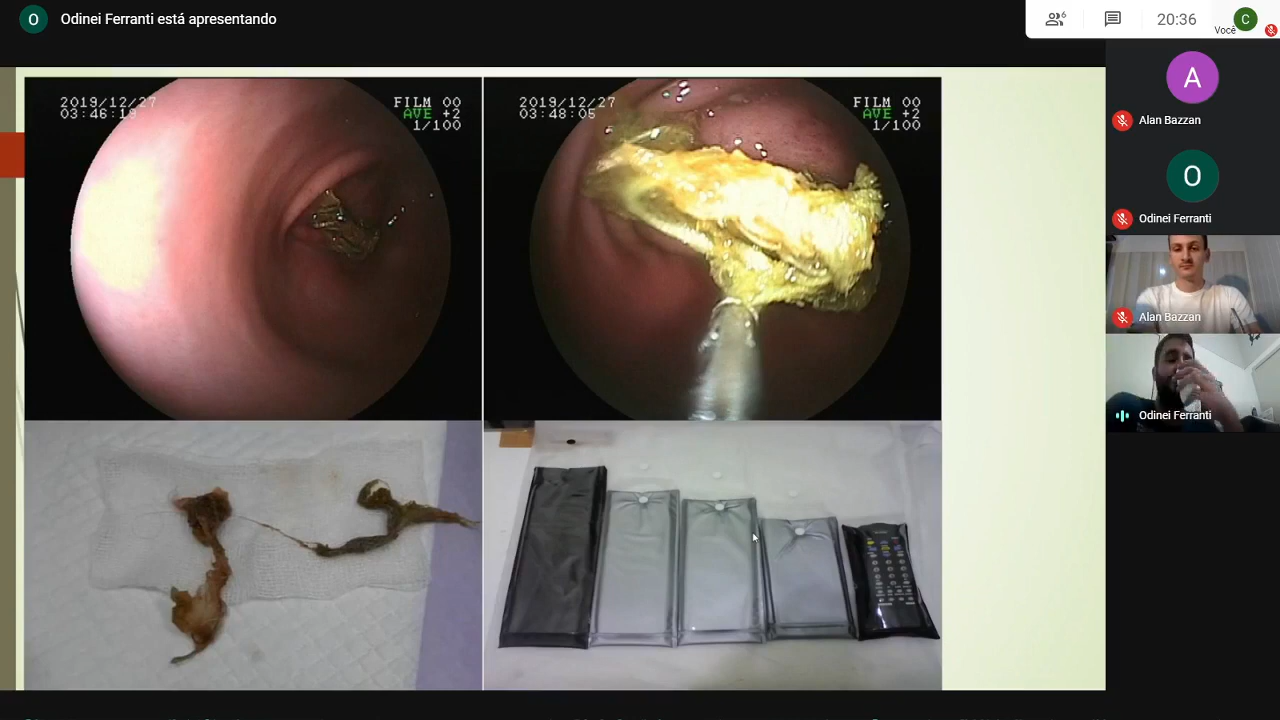 O
Odinei Ferranti está apresentando
6
20:36
Você
C
2019/12/27
03:46:19
FILM 00
AVE +2
1/100
2019/12/27
03:48:05
FILM 00
AVE +2
1/100
A
Alan Bazzan
O
Odinei Ferranti
Alan Bazzan
Odinei Ferranti